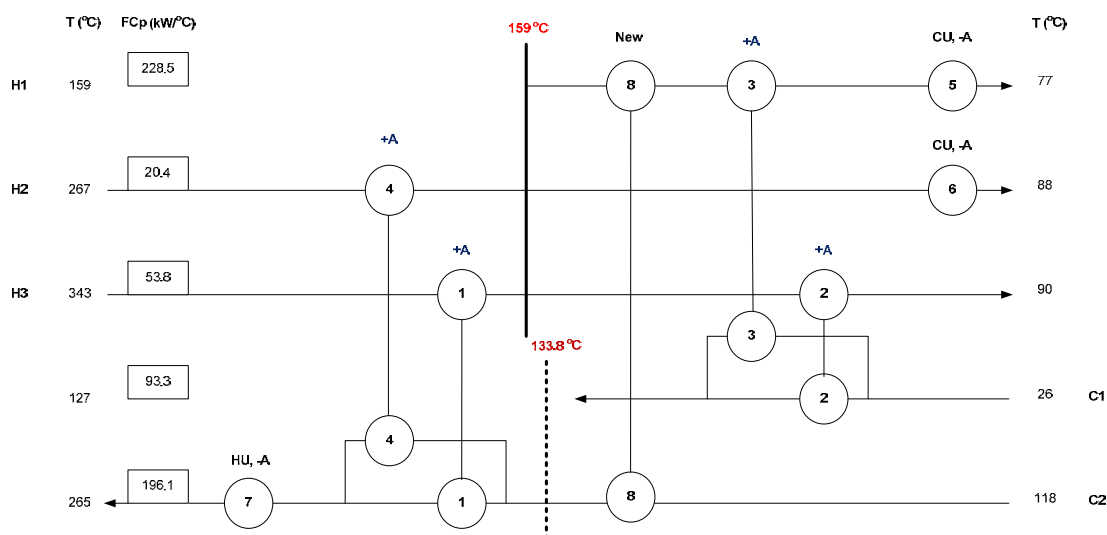 T (°C) FCp (kW/°C) 159 °C New +A CU, -A T (°C)
H1 159 228.5 8 3 5 77
+A CU, -A
H2 267 20.4 4 6 88
+A +A
H3 343 53.8 1 2 90
3
133.8 °C
127 93.3 2 26 C1
4
HU, -A
265 196.1 7 1 8 118 C2